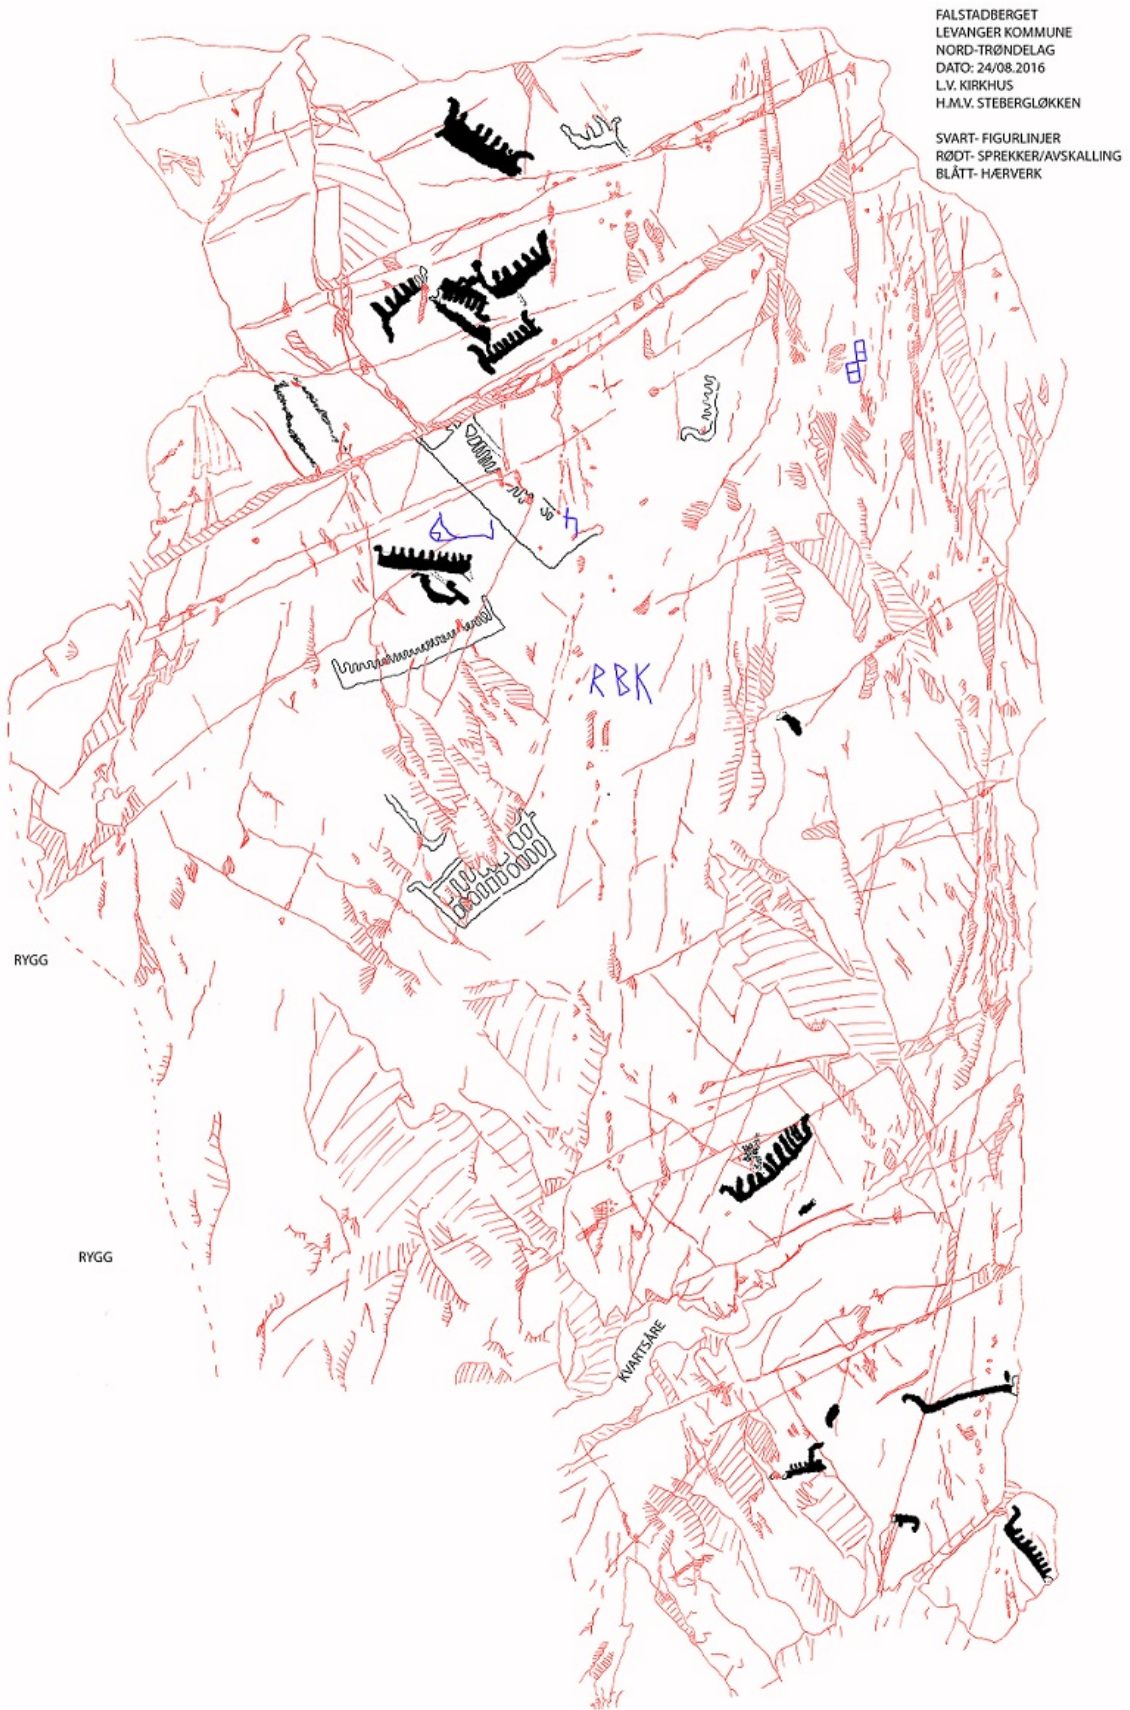 FALSTADBERGET
LEVANGER KOMMUNE
NORD-TRØNDELAG
DATO: 24/08.2016
L.V. KIRKHUS
H.M.V. STEBERGLØKKEN
SVART- FIGURLINJER
RØDT- SPREKKER/AVSKALLING
BLÅTT- HÆRVERK
RBK
RYGG
RYGG
KVARTSÅRE